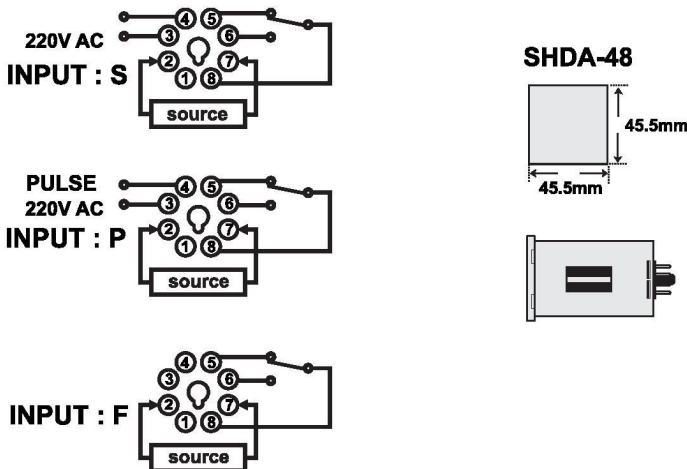 4 5
220V AC 3 6
2 7
INPUT : S
1 8
source
PULSE 4 5
220V AC 3 6
2 7
INPUT : P
1 8
source
4 5
3 6
2 7
INPUT : F
1 8
source
SHDA-48
45.5mm
45.5mm